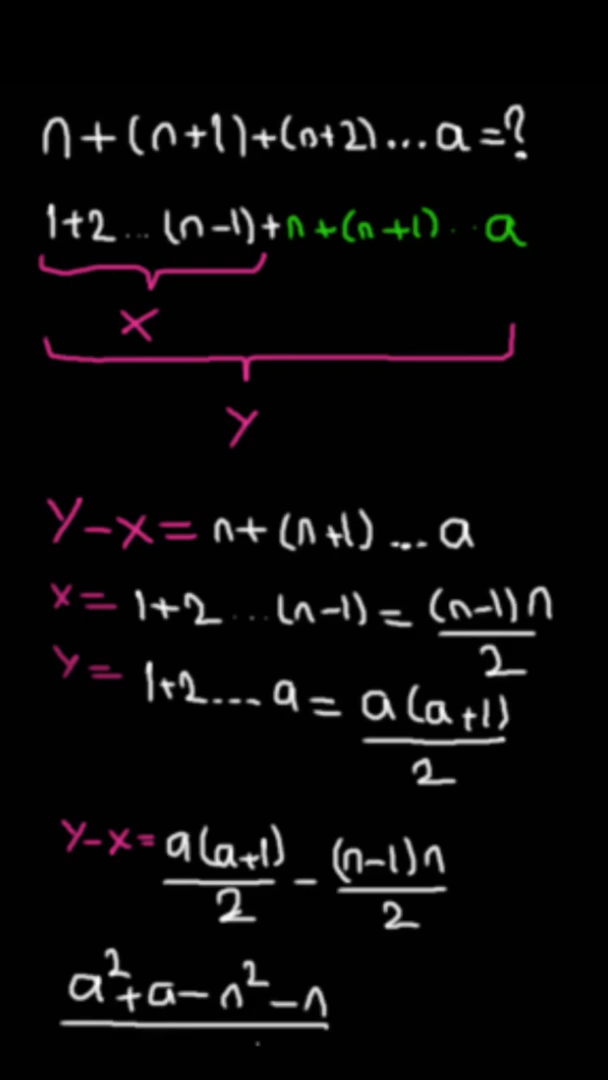 n+(n+1)+(n+2)...a=?
1+2...(n-1)+n+(n+1)...a
x
y
y-x=n+(n+1)...a
x=1+2...(n-1)=(n-1)n/2
y=1+2....a=a(a+1)/2
y-x=a(a+1)/2-(n-1)n/2
a²+a-n²-n